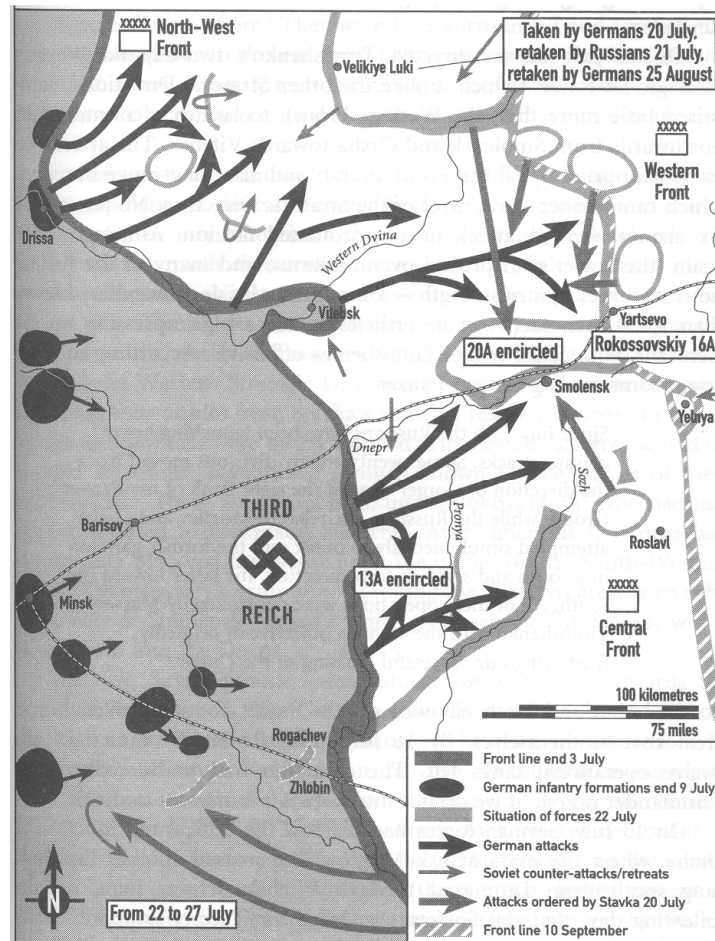 xxxxx
North–West
Front
Velikiye Luki
Taken by Germans 20 July.
retaken by Russians 21 July,
retaken by Germans 25 August
xxxxx
Western
Front
Drissa
Western Dvina
Vitebsk
Yartsevo
20A encircled
Rokossovskiy 16A
Smolensk
Yelnya
Dnepr
Sozh
Pronya
Barisov
THIRD
REICH
Roslavl
13A encircled
Minsk
xxxxx
Central
Front
100 kilometres
75 miles
Rogachev
Zhlobin
Front line end 3 July
German infantry formations end 9 July
Situation of forces 22 July
German attacks
Soviet counter-attacks/retreats
Attacks ordered by Stavka 20 July
Front line 10 September
N
From 22 to 27 July